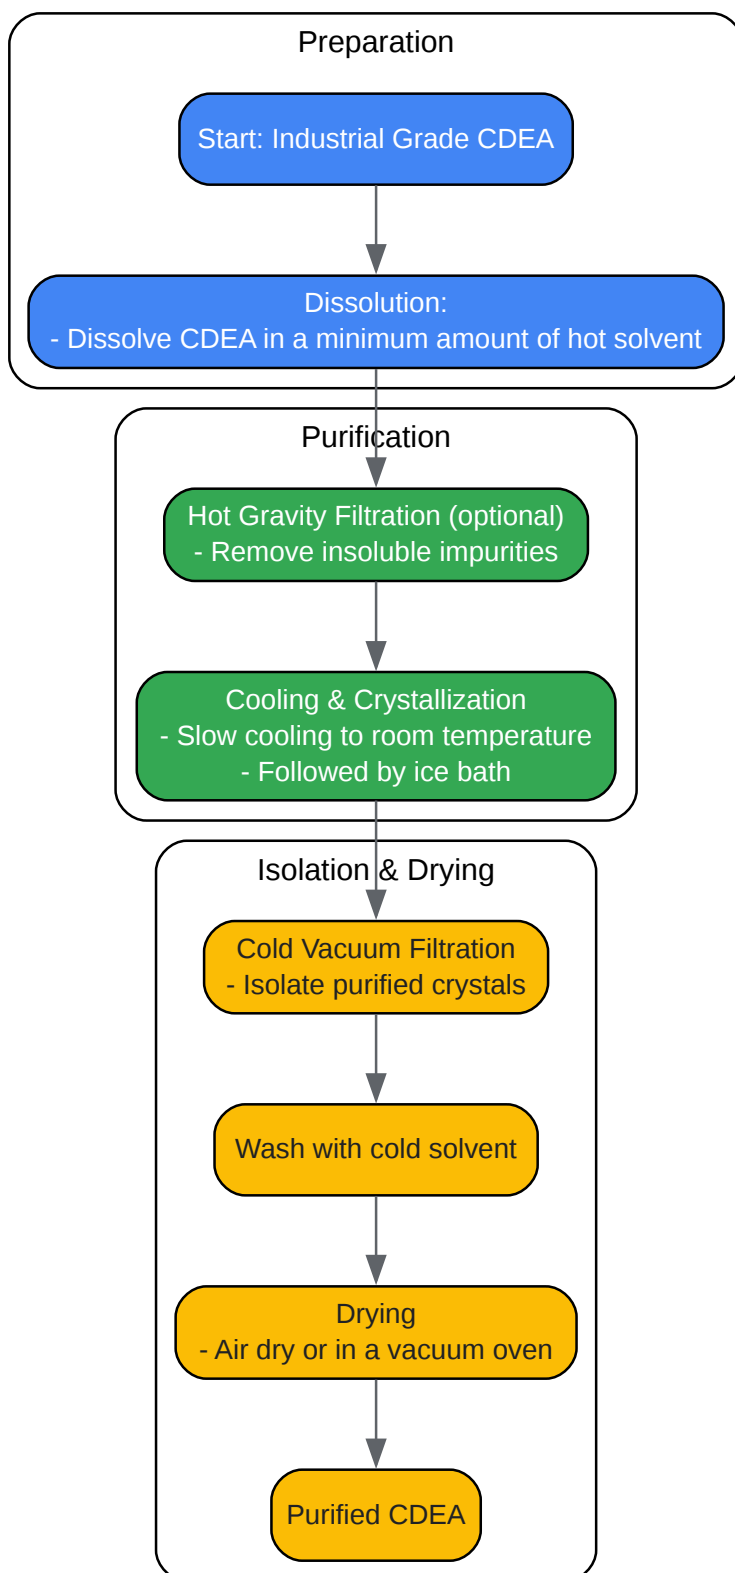 Preparation
Start: Industrial Grade CDEA
Dissolution:
- Dissolve CDEA in a minimum amount of hot solvent
Purification
Hot Gravity Filtration (optional)
- Remove insoluble impurities
Cooling & Crystallization
- Slow cooling to room temperature
- Followed by ice bath
Isolation & Drying
Cold Vacuum Filtration
- Isolate purified crystals
Wash with cold solvent
Drying
- Air dry or in a vacuum oven
Purified CDEA